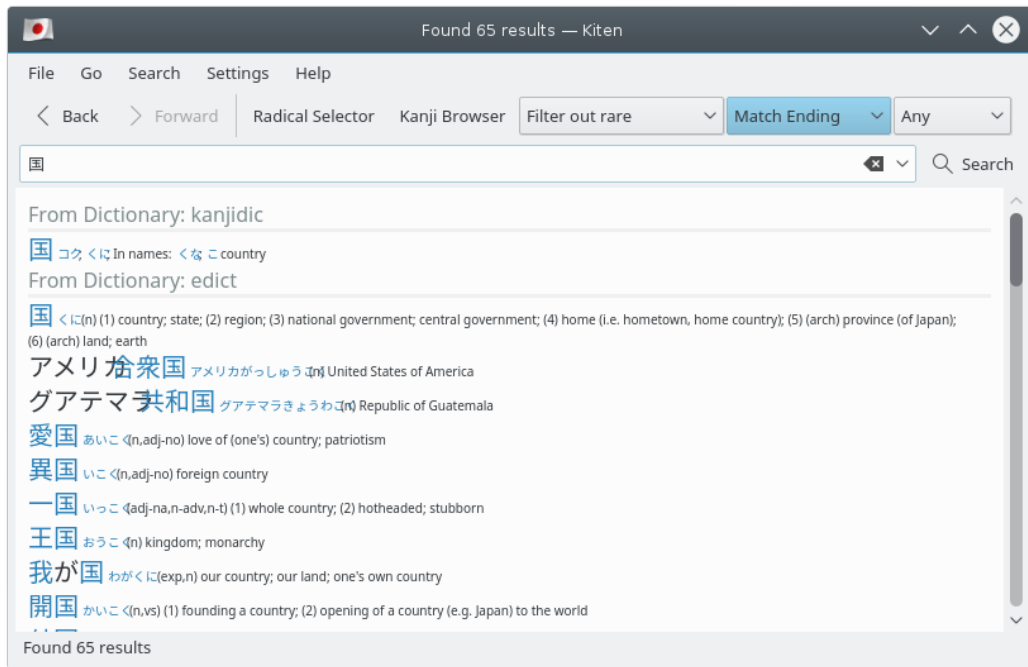 Found 65 results — Kiten
File Go Search Settings Help
Back Forward Radical Selector Kanji Browser Filter out rare Match Ending Any
国 Search
From Dictionary: kanjidic
国 コク; くに; In names: くな; こ country
From Dictionary: edict
国 くに(n) (1) country; state; (2) region; (3) national government; central government; (4) home (i.e. hometown, home country); (5) (arch) province (of Japan);
(6) (arch) land; earth
アメリカ合衆国 アメリカがっしゅうこく(n) United States of America
グアテマラ共和国 グアテマラきょうわこく(n) Republic of Guatemala
愛国 あいこく(n,adj-no) love of (one's) country; patriotism
異国 いこく(n,adj-no) foreign country
一国 いっこく(adj-na,n-adv,n-t) (1) whole country; (2) hotheaded; stubborn
王国 おうこく(n) kingdom; monarchy
我が国 わがくに(exp,n) our country; our land; one's own country
開国 かいこく(n,vs) (1) founding a country; (2) opening of a country (e.g. Japan) to the world
Found 65 results